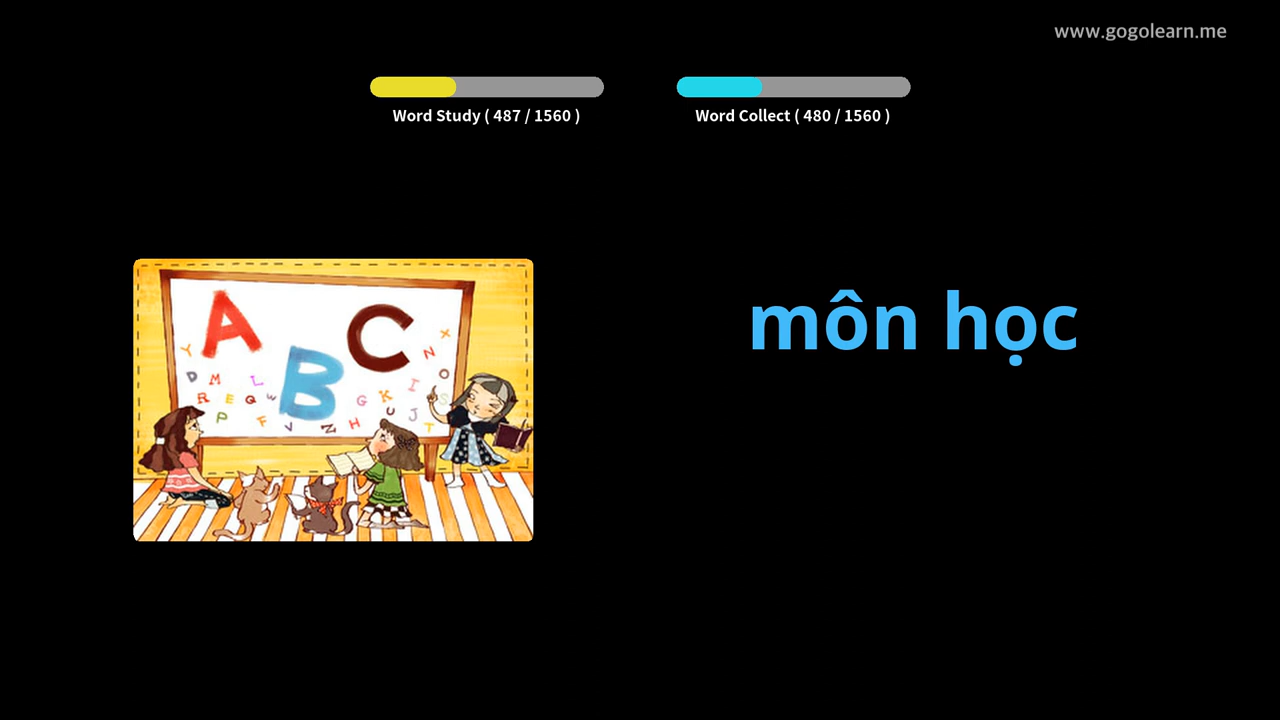 www.gogolearn.me
Word Study ( 487 / 1560 )
Word Collect ( 480 / 1560 )
môn học
A
B
C
X
Y
N
D
M
L
O
I
R
E
Q
W
G
K
S
P
F
V
Z
H
U
J
T